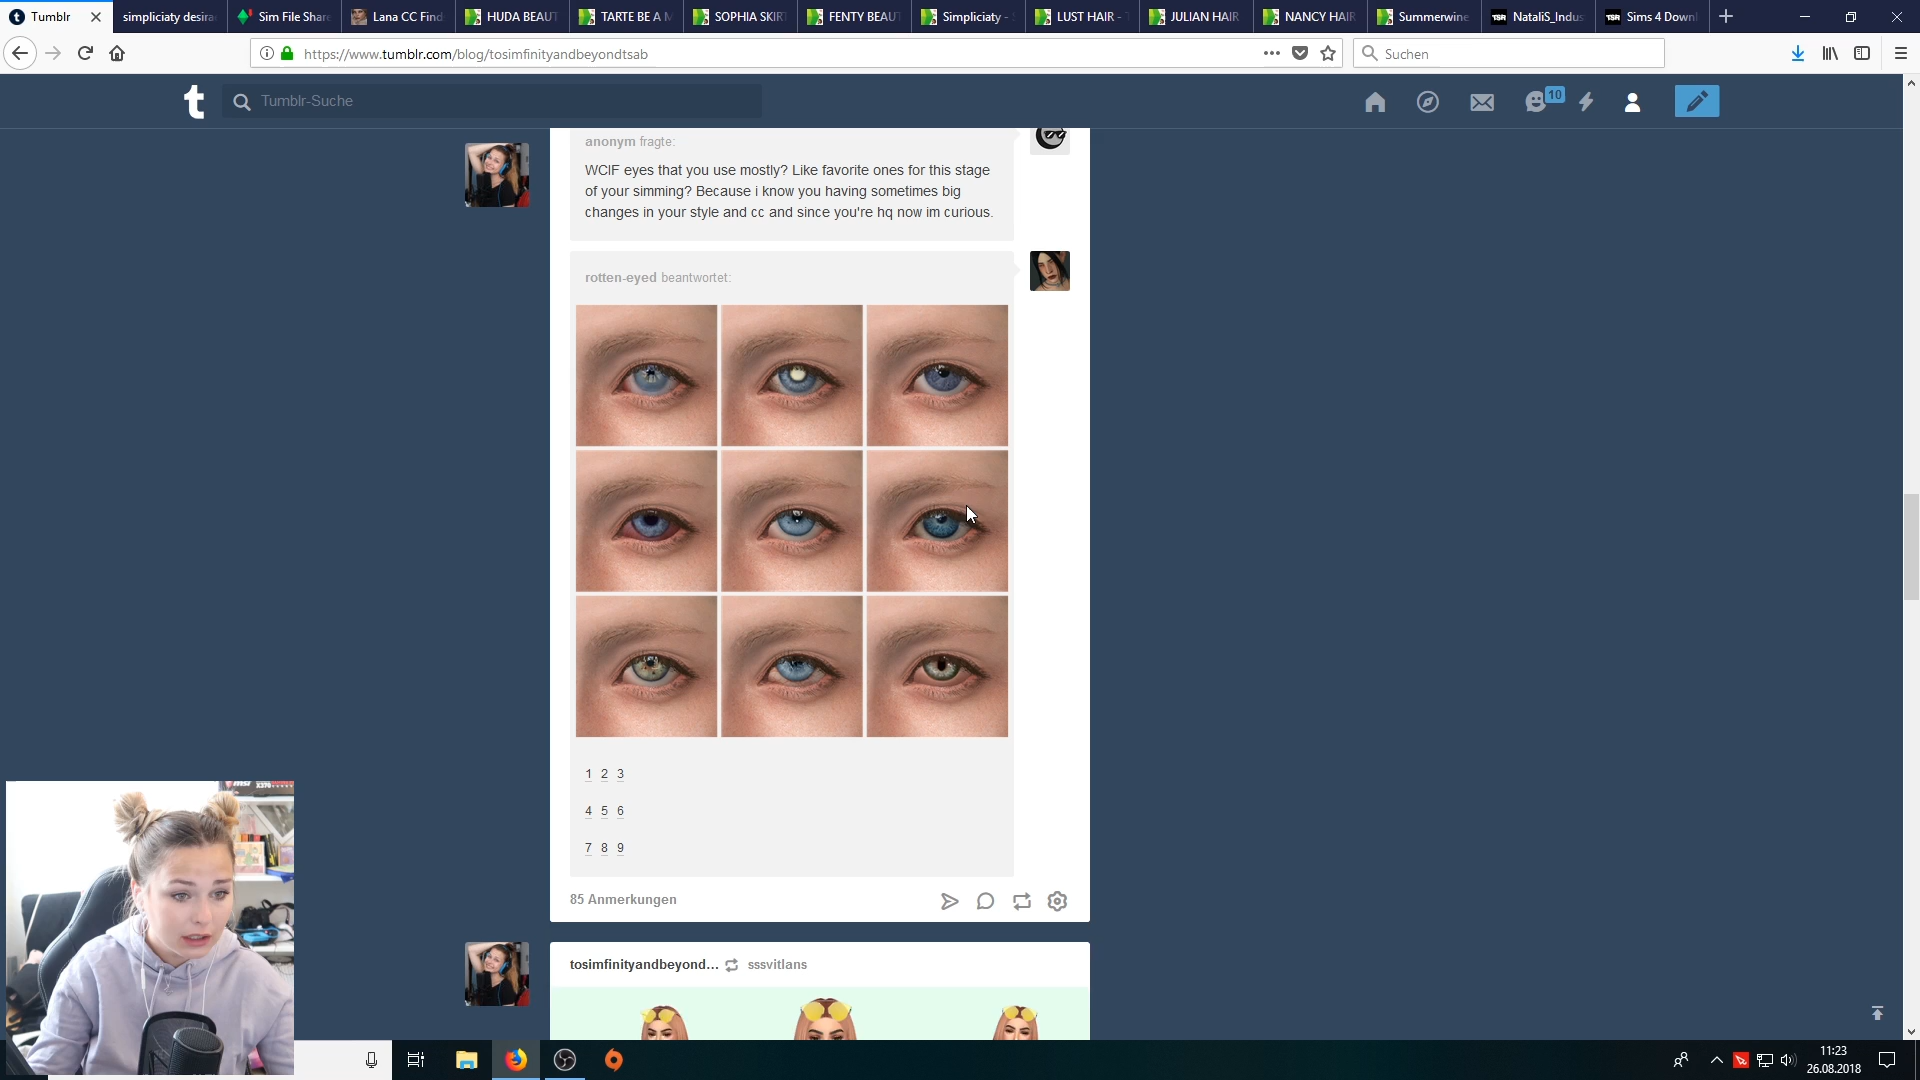 Tumblr
simpliciaty desira
Sim File Share
Lana CC Find
HUDA BEAUT
TARTE BE A M
SOPHIA SKIRT
FENTY BEAUT
Simpliciaty - S
LUST HAIR - T
JULIAN HAIR
NANCY HAIR
Summerwine
TSR NataliS_Indus
TSR Sims 4 Downl
https://www.tumblr.com/blog/tosimfinityandbeyondtsab
Suchen
Tumblr-Suche
10
anonym fragte:
WCIF eyes that you use mostly? Like favorite ones for this stage
of your simming? Because i know you having sometimes big
changes in your style and cc and since you're hq now im curious.
rotten-eyed beantwortet:
1 2 3
4 5 6
7 8 9
85 Anmerkungen
tosimfinityandbeyond... sssvitlans
11:23
26.08.2018